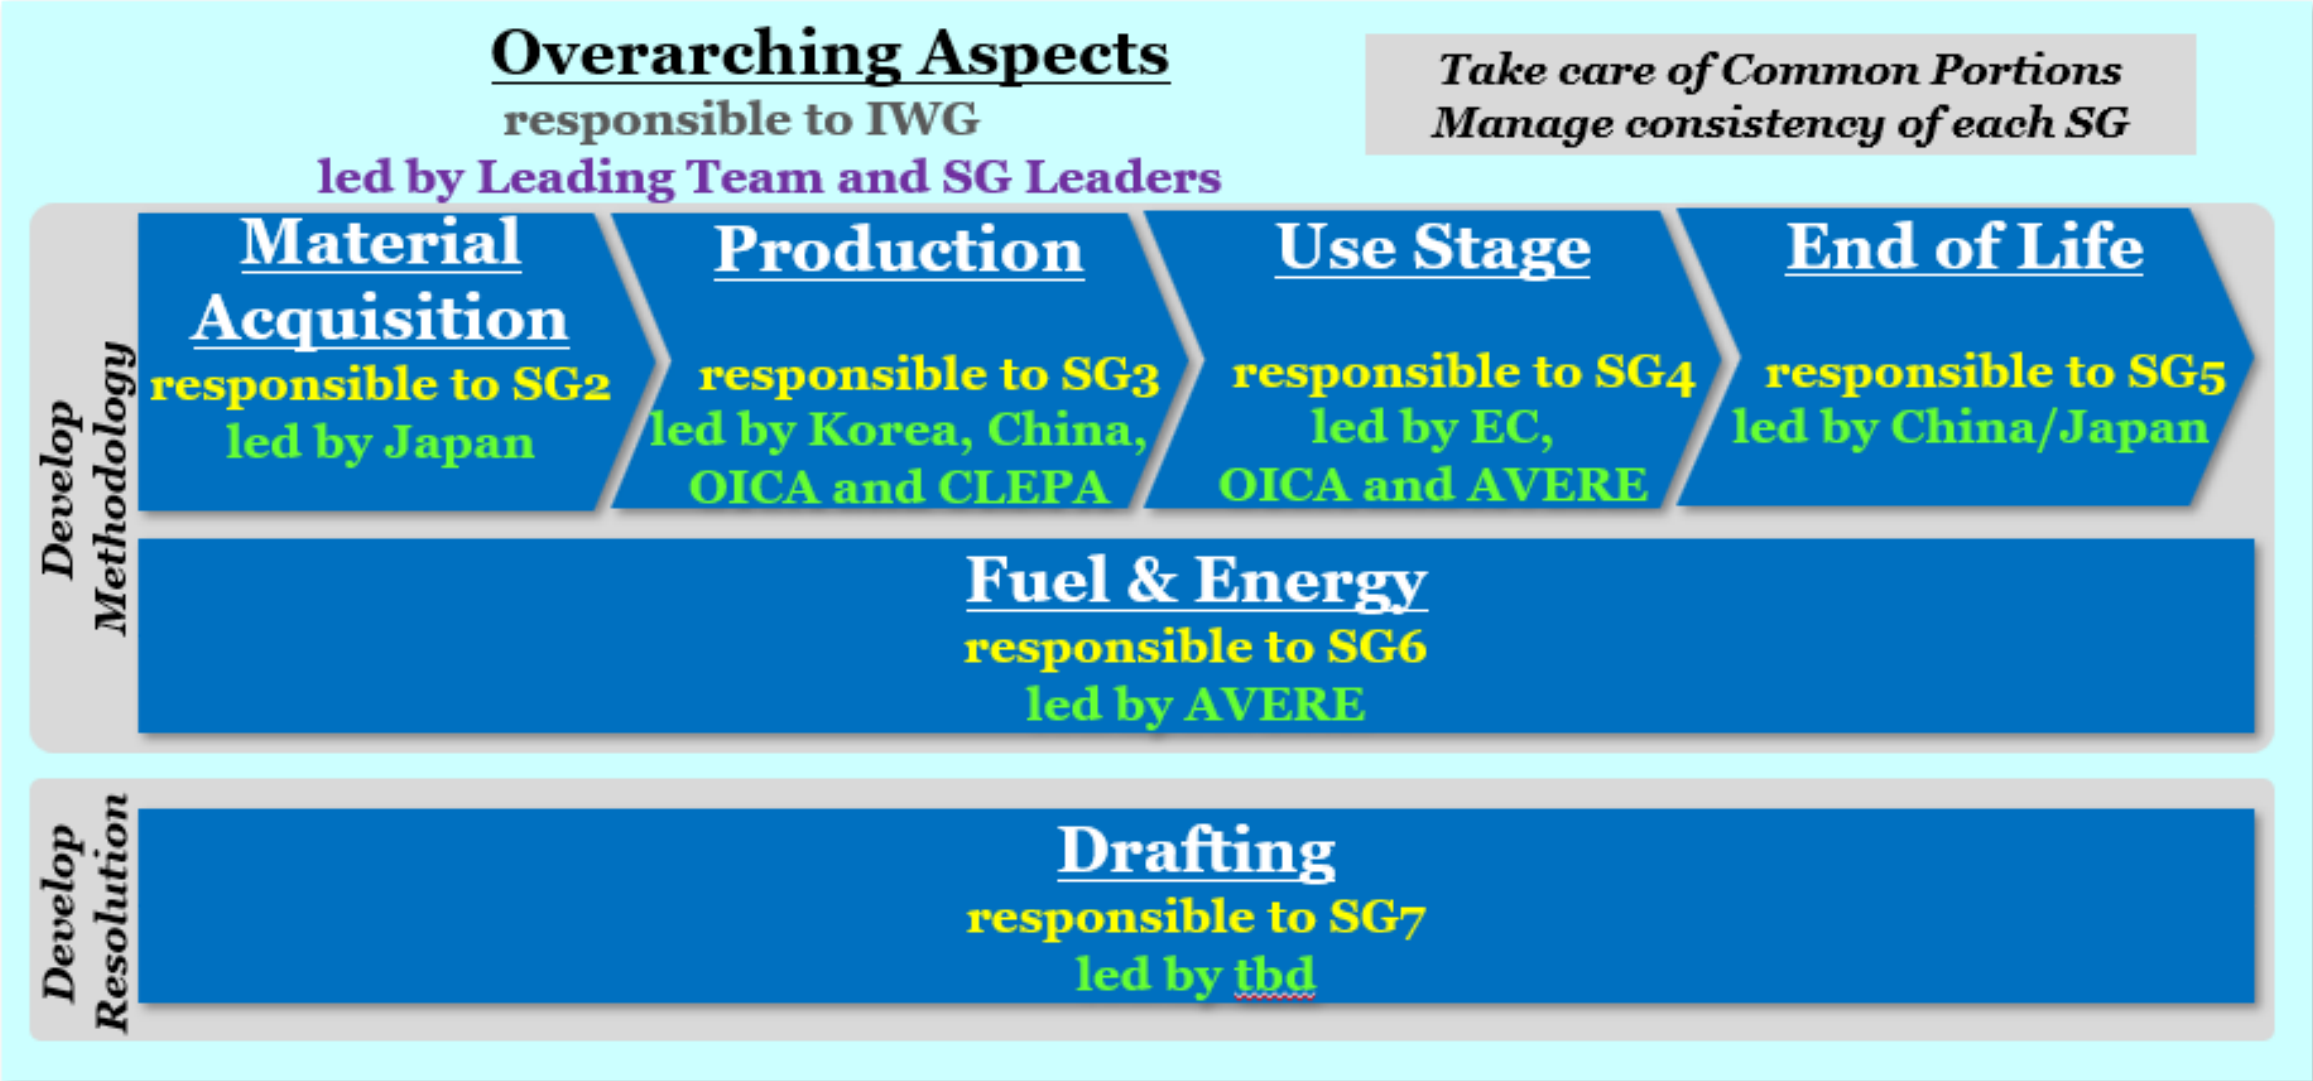 Overarching Aspects
responsible to IWG
led by Leading Team and SG Leaders
Take care of Common Portions
Manage consistency of each SG
Develop
Methodology
Material
Acquisition
responsible to SG2
led by Japan
Production
responsible to SG3
led by Korea, China,
OICA and CLEPA
Use Stage
responsible to SG4
led by EC,
OICA and AVERE
End of Life
responsible to SG5
led by China/Japan
Fuel & Energy
responsible to SG6
led by AVERE
Develop
Resolution
Drafting
responsible to SG7
led by tbd